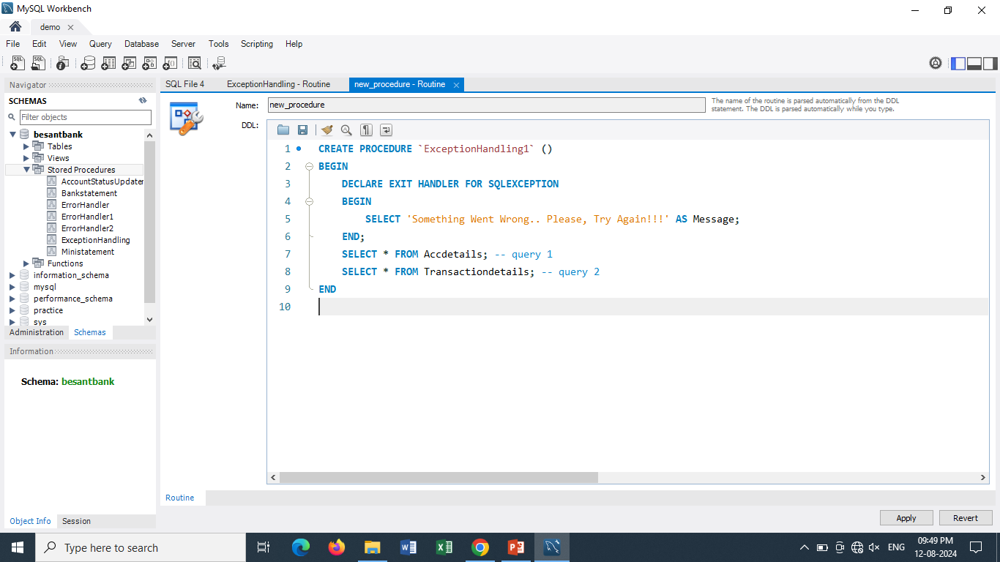 MySQL Workbench
demo
File Edit View Query Database Server Tools Scripting Help
Navigator
SCHEMAS
Filter objects
besantbank
Tables
Views
Stored Procedures
AccountStatusUpdater
Bankstatement
ErrorHandler
ErrorHandler1
ErrorHandler2
ExceptionHandling
Ministatement
Functions
information_schema
mysql
performance_schema
practice
sys
Administration Schemas
Information
Schema: besantbank
Object Info Session
SQL File 4 ExceptionHandling - Routine new_procedure - Routine
Name: new_procedure
The name of the routine is parsed automatically from the DDL
statement. The DDL is parsed automatically while you type.
DDL:
1 CREATE PROCEDURE `ExceptionHandling1` ()
2 BEGIN
3 DECLARE EXIT HANDLER FOR SQLEXCEPTION
4 BEGIN
5 SELECT 'Something Went Wrong.. Please, Try Again!!!' AS Message;
6 END;
7 SELECT * FROM Accdetails; -- query 1
8 SELECT * FROM Transactiondetails; -- query 2
9 END
10
Routine
Apply Revert
Type here to search
ENG
09:49 PM
12-08-2024